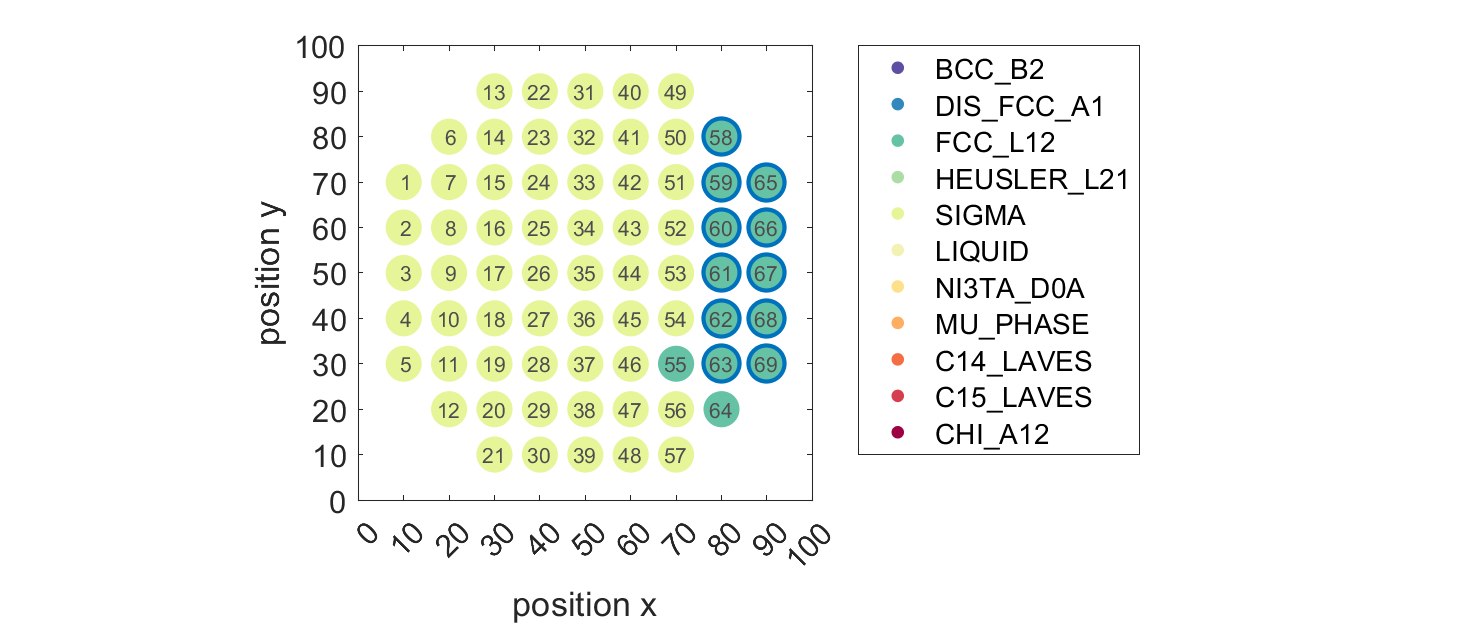 100
90
80
70
60
50
40
30
20
10
0
position y
13 22 31 40 49
6 14 23 32 41 50 58
1 7 15 24 33 42 51 59 65
2 8 16 25 34 43 52 60 66
3 9 17 26 35 44 53 61 67
4 10 18 27 36 45 54 62 68
5 11 19 28 37 46 55 63 69
12 20 29 38 47 56 64
21 30 39 48 57
0 10 20 30 40 50 60 70 80 90 100
position x
BCC_B2
DIS_FCC_A1
FCC_L12
HEUSLER_L21
SIGMA
LIQUID
NI3TA_D0A
MU_PHASE
C14_LAVES
C15_LAVES
CHI_A12